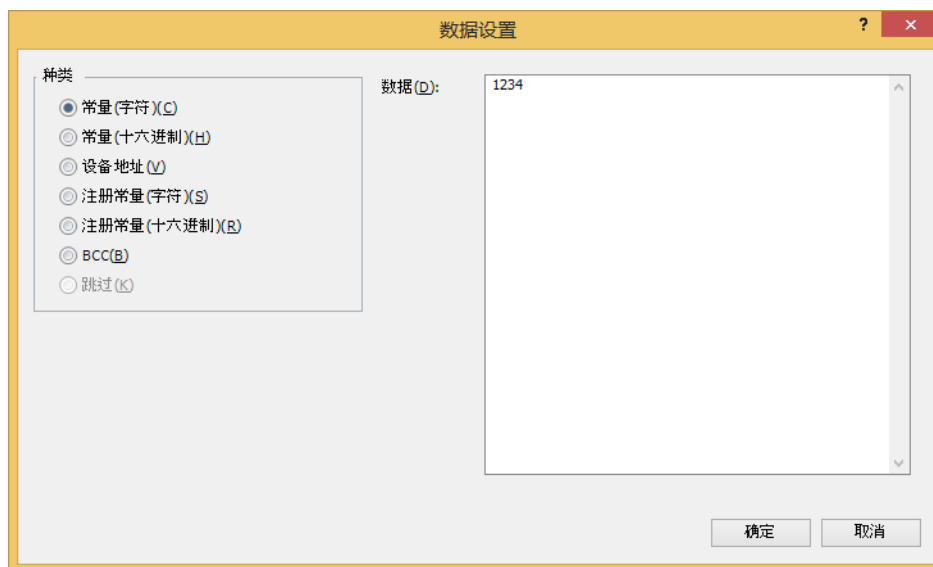 数据设置
?
×
种类
常量(字符)(C)
常量(十六进制)(H)
设备地址(V)
注册常量(字符)(S)
注册常量(十六进制)(R)
BCC(B)
跳过(K)
数据(D):
1234
确定
取消